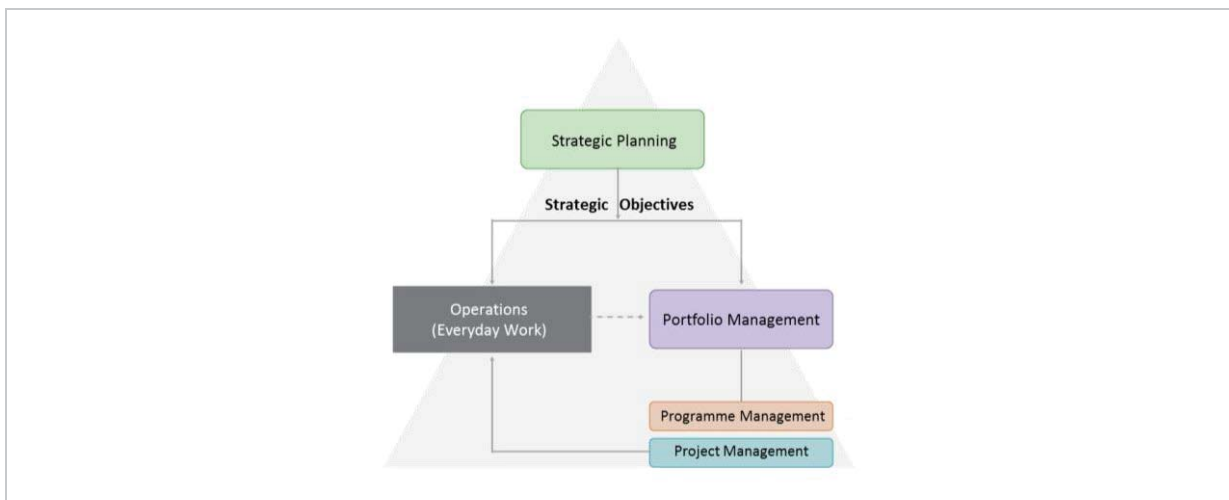 Strategic Planning
Strategic Objectives
Operations
(Everyday Work)
Portfolio Management
Programme Management
Project Management